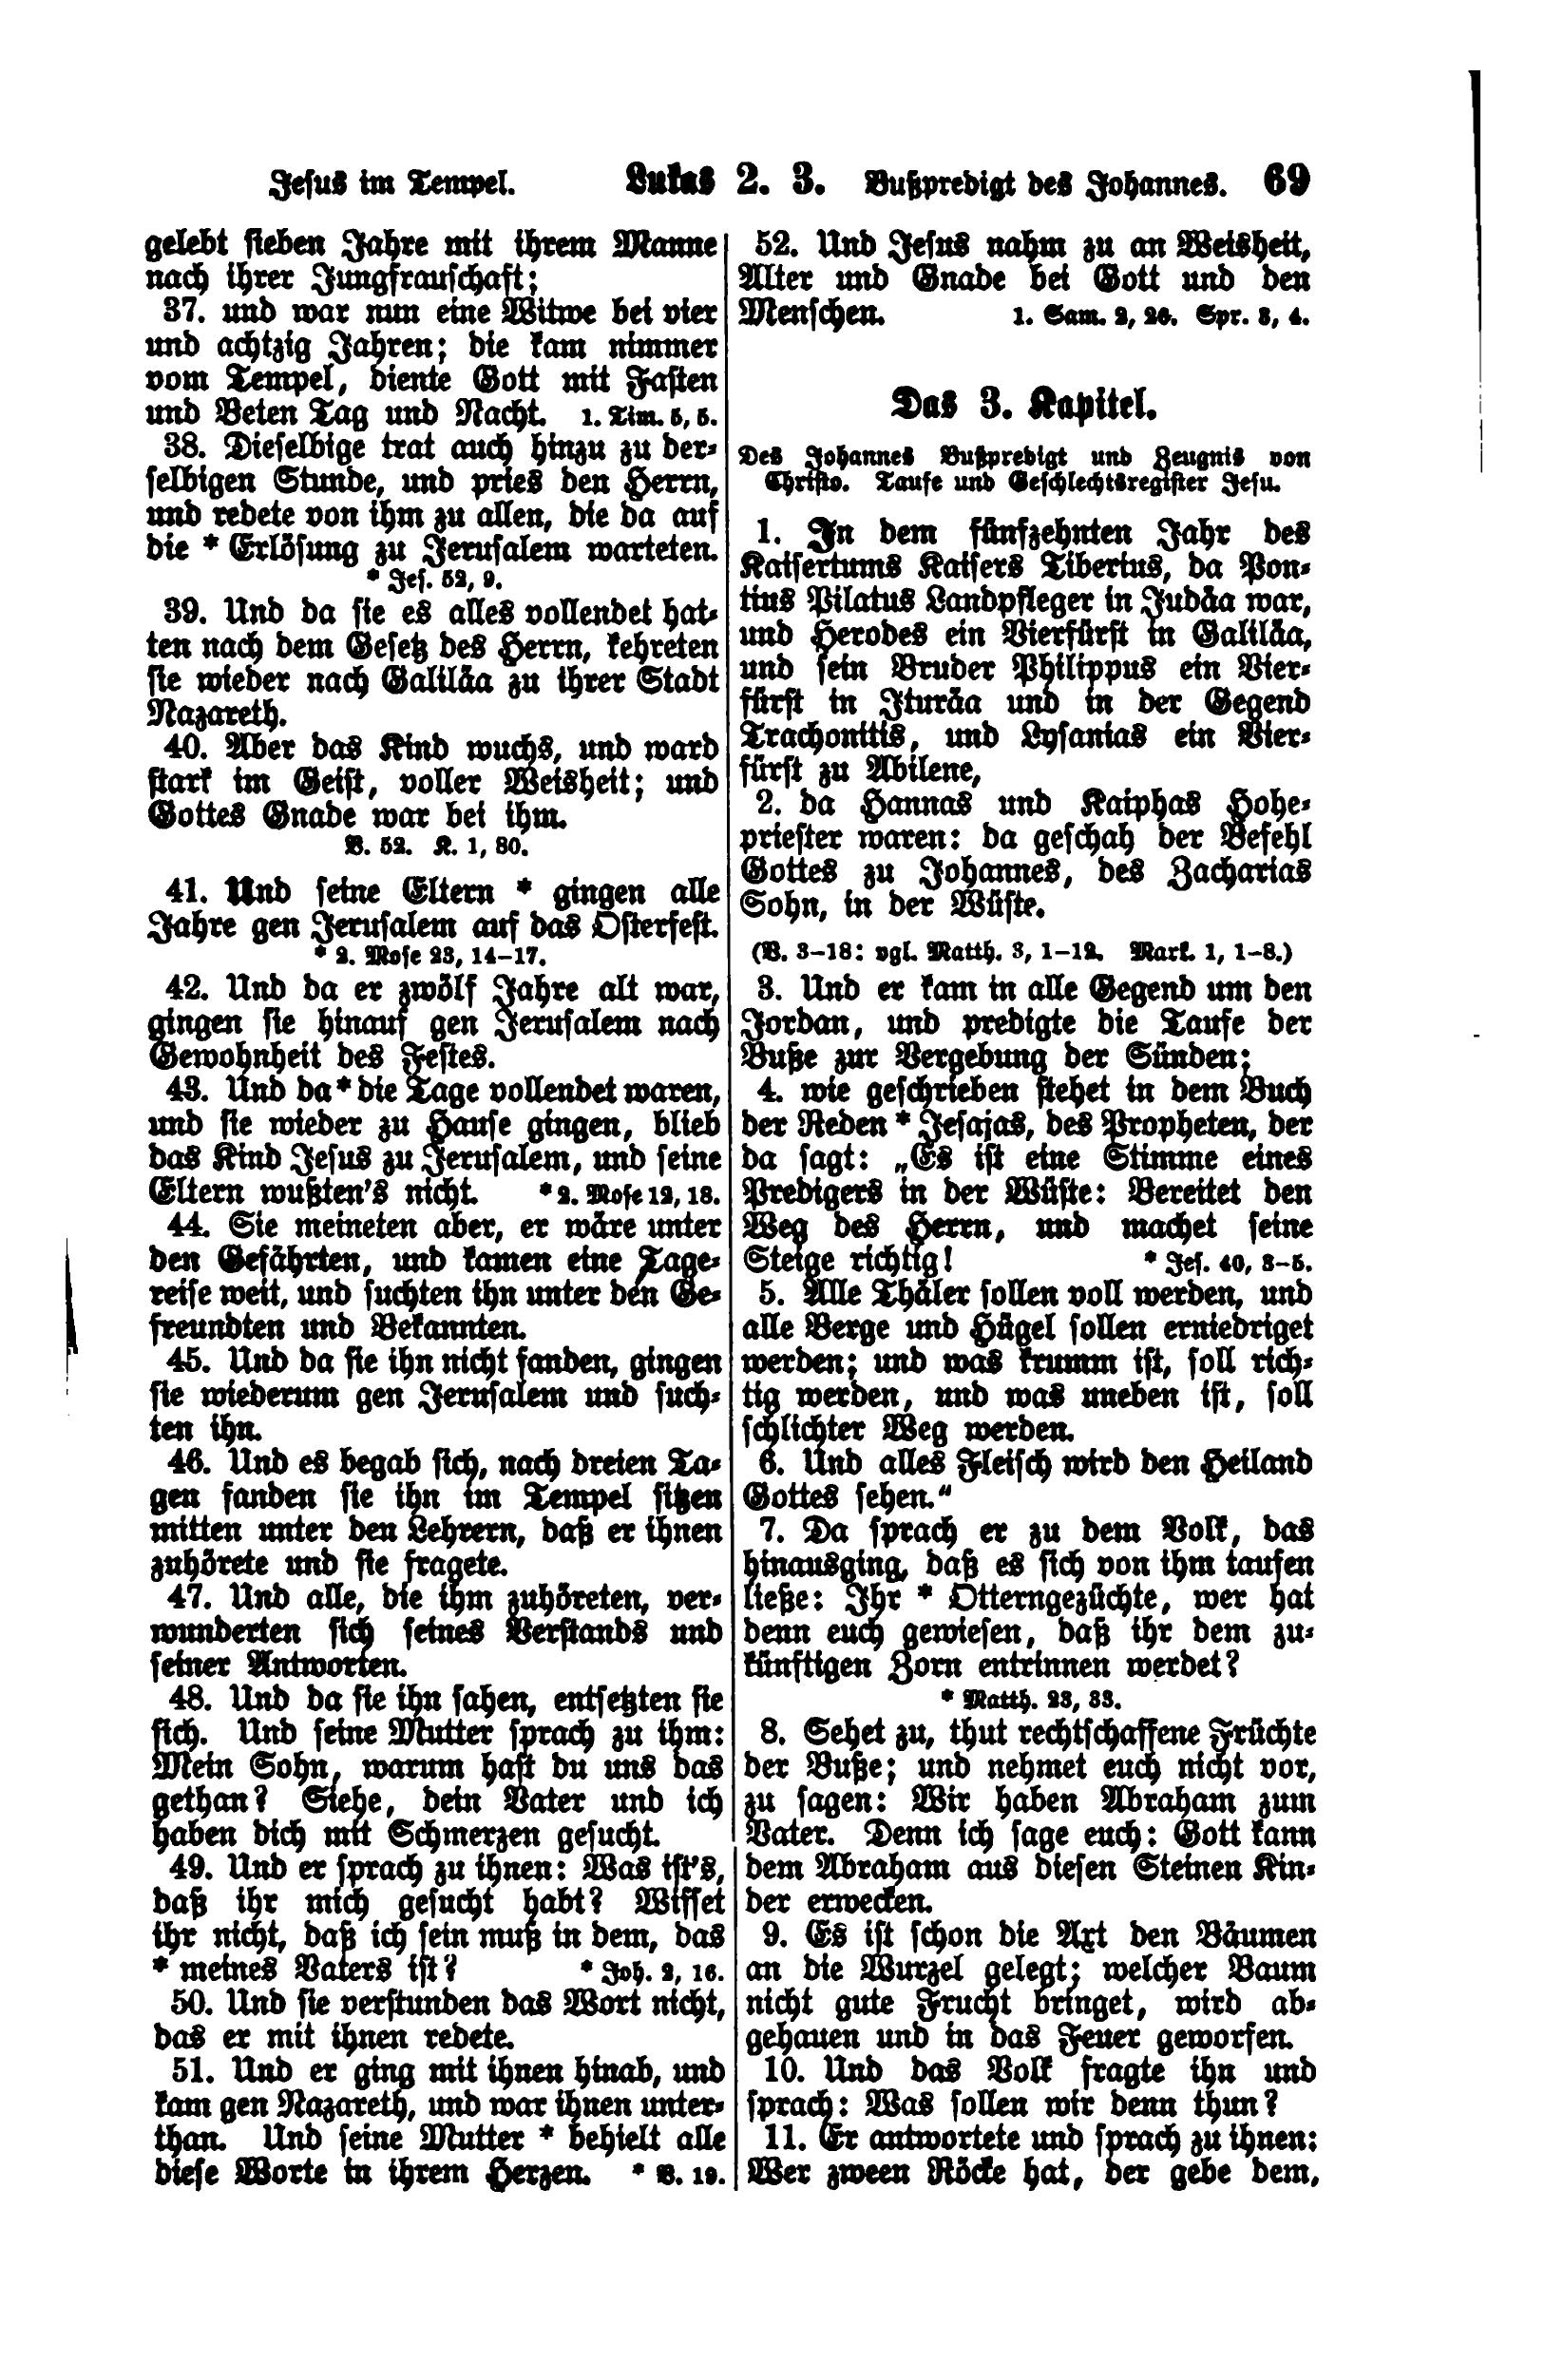 Jesus im Tempel. Lukas 2. 3. Bußpredigt des Johannes. 69
gelebt sieben Jahre mit ihrem Manne
nach ihrer Jungfrauschaft;
37. und war nun eine Witwe bei vier
und achtzig Jahren; die kam nimmer
vom Tempel, diente Gott mit Fasten
und Beten Tag und Nacht. 1. Tim. 5, 5.
38. Dieselbige trat auch hinzu zu der-
selbigen Stunde, und pries den Herrn,
und redete von ihm zu allen, die da auf
die * Erlösung zu Jerusalem warteten.
* Jes. 52, 9.
39. Und da sie es alles vollendet hat-
ten nach dem Gesetz des Herrn, kehreten
sie wieder nach Galiläa zu ihrer Stadt
Nazareth.
40. Aber das Kind wuchs, und ward
stark im Geist, voller Weisheit; und
Gottes Gnade war bei ihm.
V. 52. K. 1, 80.
41. Und seine Eltern * gingen alle
Jahre gen Jerusalem auf das Osterfest.
* 2. Mose 23, 14–17.
42. Und da er zwölf Jahre alt war,
gingen sie hinauf gen Jerusalem nach
Gewohnheit des Festes.
43. Und da * die Tage vollendet waren,
und sie wieder zu Hause gingen, blieb
das Kind Jesus zu Jerusalem, und seine
Eltern wußten's nicht. * 2. Mose 12, 18.
44. Sie meineten aber, er wäre unter
den Gefährten, und kamen eine Tage-
reise weit, und suchten ihn unter den Ge-
freundten und Bekannten.
45. Und da sie ihn nicht fanden, gingen
sie wiederum gen Jerusalem und such-
ten ihn.
46. Und es begab sich, nach dreien Ta-
gen fanden sie ihn im Tempel sitzen
mitten unter den Lehrern, daß er ihnen
zuhörete und sie fragete.
47. Und alle, die ihm zuhöreten, ver-
wunderten sich seines Verstands und
seiner Antworten.
48. Und da sie ihn sahen, entsetzten sie
sich. Und seine Mutter sprach zu ihm:
Mein Sohn, warum hast du uns das
gethan? Siehe, dein Vater und ich
haben dich mit Schmerzen gesucht.
49. Und er sprach zu ihnen: Was ist's,
daß ihr mich gesucht habt? Wisset
ihr nicht, daß ich sein muß in dem, das
* meines Vaters ist? * Joh. 2, 16.
50. Und sie verstunden das Wort nicht,
das er mit ihnen redete.
51. Und er ging mit ihnen hinab, und
kam gen Nazareth, und war ihnen unter-
than. Und seine Mutter * behielt alle
diese Worte in ihrem Herzen. * V. 19.
52. Und Jesus nahm zu an Weisheit,
Alter und Gnade bei Gott und den
Menschen. 1. Sam. 2, 26. Spr. 3, 4.
Das 3. Kapitel.
Des Johannes Bußpredigt und Zeugnis von
Christo. Taufe und Geschlechtsregister Jesu.
1. In dem fünfzehnten Jahr des
Kaisertums Kaisers Tiberius, da Pon-
tius Pilatus Landpfleger in Judäa war,
und Herodes ein Vierfürst in Galiläa,
und sein Bruder Philippus ein Vier-
fürst in Ituräa und in der Gegend
Trachonitis, und Lysanias ein Vier-
fürst zu Abilene,
2. da Hannas und Kaiphas Hohe-
priester waren: da geschah der Befehl
Gottes zu Johannes, des Zacharias
Sohn, in der Wüste.
(V. 3–18: vgl. Matth. 3, 1–12. Mark. 1, 1–8.)
3. Und er kam in alle Gegend um den
Jordan, und predigte die Taufe der
Buße zur Vergebung der Sünden;
4. wie geschrieben stehet in dem Buch
der Reden * Jesajas, des Propheten, der
da sagt: „Es ist eine Stimme eines
Predigers in der Wüste: Bereitet den
Weg des Herrn, und machet seine
Steige richtig! * Jes. 40, 3–5.
5. Alle Thäler sollen voll werden, und
alle Berge und Hügel sollen erniedriget
werden; und was krumm ist, soll rich-
tig werden, und was uneben ist, soll
schlichter Weg werden.
6. Und alles Fleisch wird den Heiland
Gottes sehen.“
7. Da sprach er zu dem Volk, das
hinausging, daß es sich von ihm taufen
ließe: Ihr * Otterngezüchte, wer hat
denn euch gewiesen, daß ihr dem zu-
künftigen Zorn entrinnen werdet?
* Matth. 23, 33.
8. Sehet zu, thut rechtschaffene Früchte
der Buße; und nehmet euch nicht vor,
zu sagen: Wir haben Abraham zum
Vater. Denn ich sage euch: Gott kann
dem Abraham aus diesen Steinen Kin-
der erwecken.
9. Es ist schon die Axt den Bäumen
an die Wurzel gelegt; welcher Baum
nicht gute Frucht bringet, wird ab-
gehauen und in das Feuer geworfen.
10. Und das Volk fragte ihn und
sprach: Was sollen wir denn thun?
11. Er antwortete und sprach zu ihnen:
Wer zween Röcke hat, der gebe dem,